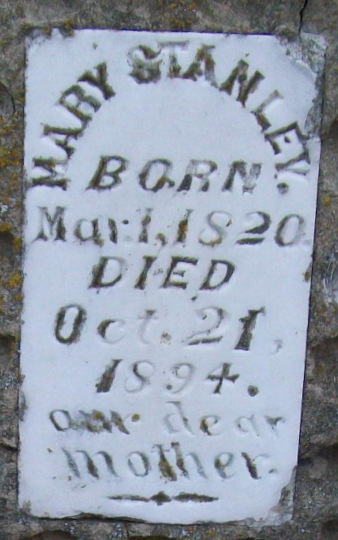 MARY STANLEY.
BORN.
Mar. 1, 1820.
DIED
Oct. 21,
1894.
our dear
mother.